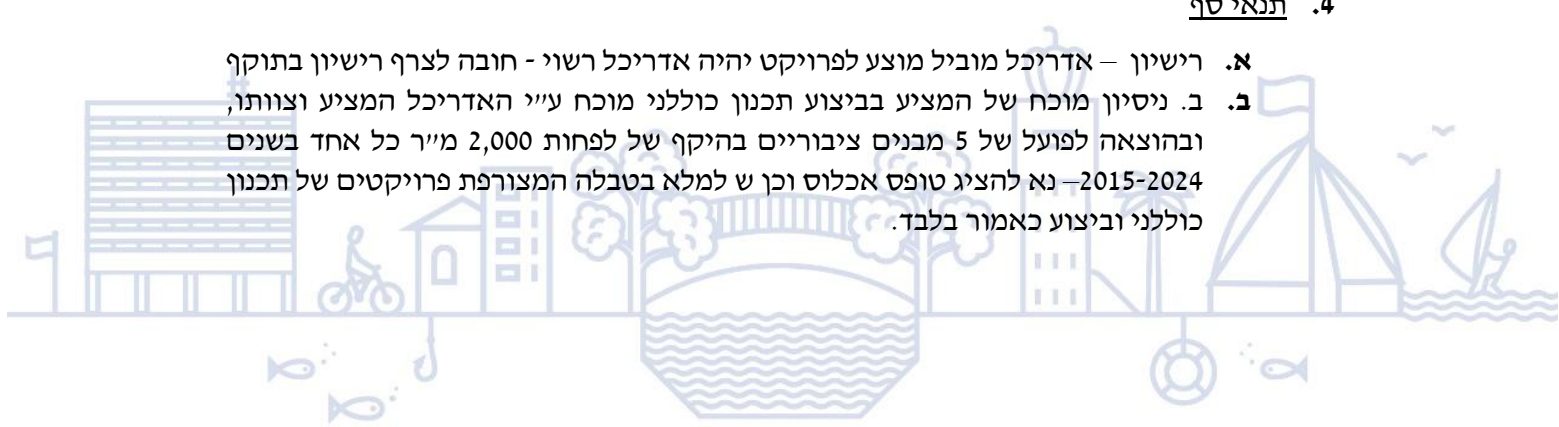 4. תנאי סף
א. רישיון – אדריכל מוביל מוצע לפרויקט יהיה אדריכל רשוי - חובה לצרף רישיון בתוקף
ב. ב. ניסיון מוכח של המציע בביצוע תכנון כוללני מוכח ע״י האדריכל המציע וצוותו,
ובהוצאה לפועל של 5 מבנים ציבוריים בהיקף של לפחות 2,000 מ״ר כל אחד בשנים
2015-2024– נא להציג טופס אכלוס וכן ש למלא בטבלה המצורפת פרויקטים של תכנון
כוללני וביצוע כאמור בלבד.